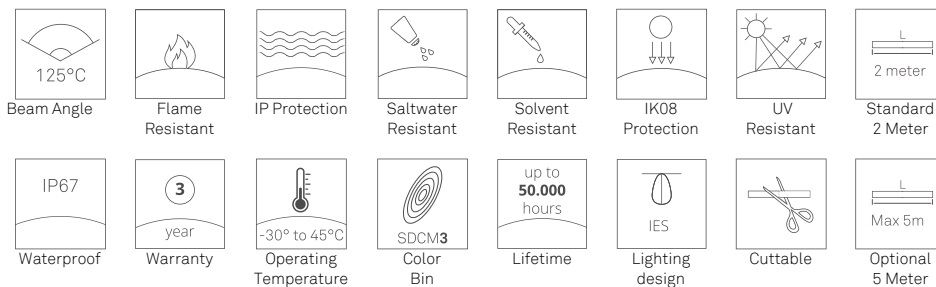 125°C
Beam Angle
Flame
Resistant
IP Protection
Saltwater
Resistant
Solvent
Resistant
IK08
Protection
UV
Resistant
L
2 meter
Standard
2 Meter
IP67
Waterproof
3
year
Warranty
-30° to 45°C
Operating
Temperature
SDCM3
Color
Bin
up to
50.000
hours
Lifetime
IES
Lighting
design
Cuttable
L
Max 5m
Optional
5 Meter